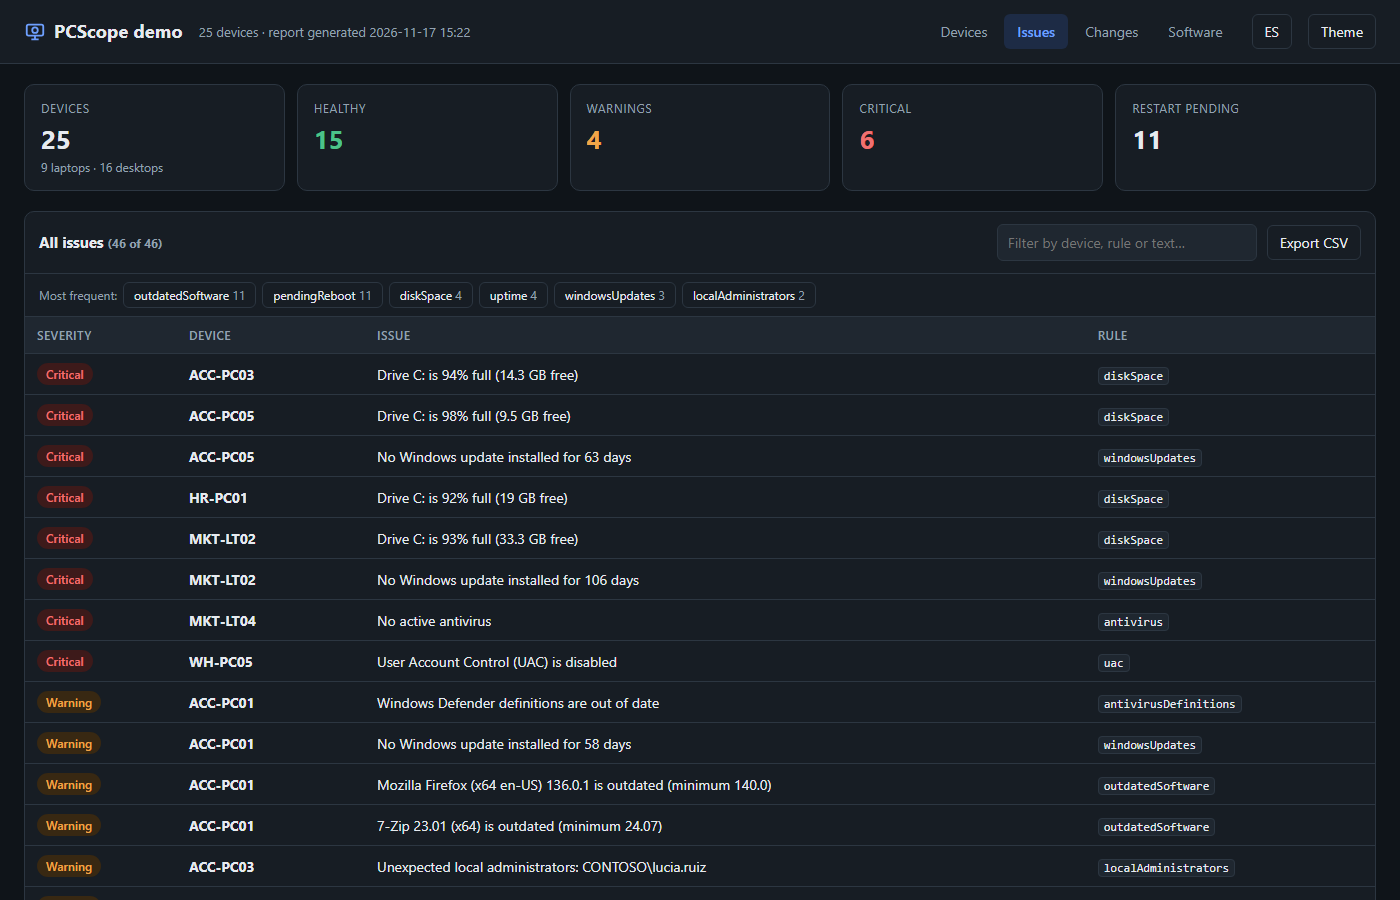 PCScope demo 25 devices · report generated 2026-11-17 15:22 Devices Issues Changes Software ES Theme
DEVICES HEALTHY WARNINGS CRITICAL RESTART PENDING
25 15 4 6 11
9 laptops · 16 desktops
All issues (46 of 46) Filter by device, rule or text... Export CSV
Most frequent: outdatedSoftware 11 pendingReboot 11 diskSpace 4 uptime 4 windowsUpdates 3 localAdministrators 2
SEVERITY DEVICE ISSUE RULE
Critical ACC-PC03 Drive C: is 94% full (14.3 GB free) diskSpace
Critical ACC-PC05 Drive C: is 98% full (9.5 GB free) diskSpace
Critical ACC-PC05 No Windows update installed for 63 days windowsUpdates
Critical HR-PC01 Drive C: is 92% full (19 GB free) diskSpace
Critical MKT-LT02 Drive C: is 93% full (33.3 GB free) diskSpace
Critical MKT-LT02 No Windows update installed for 106 days windowsUpdates
Critical MKT-LT04 No active antivirus antivirus
Critical WH-PC05 User Account Control (UAC) is disabled uac
Warning ACC-PC01 Windows Defender definitions are out of date antivirusDefinitions
Warning ACC-PC01 No Windows update installed for 58 days windowsUpdates
Warning ACC-PC01 Mozilla Firefox (x64 en-US) 136.0.1 is outdated (minimum 140.0) outdatedSoftware
Warning ACC-PC01 7-Zip 23.01 (x64) is outdated (minimum 24.07) outdatedSoftware
Warning ACC-PC03 Unexpected local administrators: CONTOSO\lucia.ruiz localAdministrators